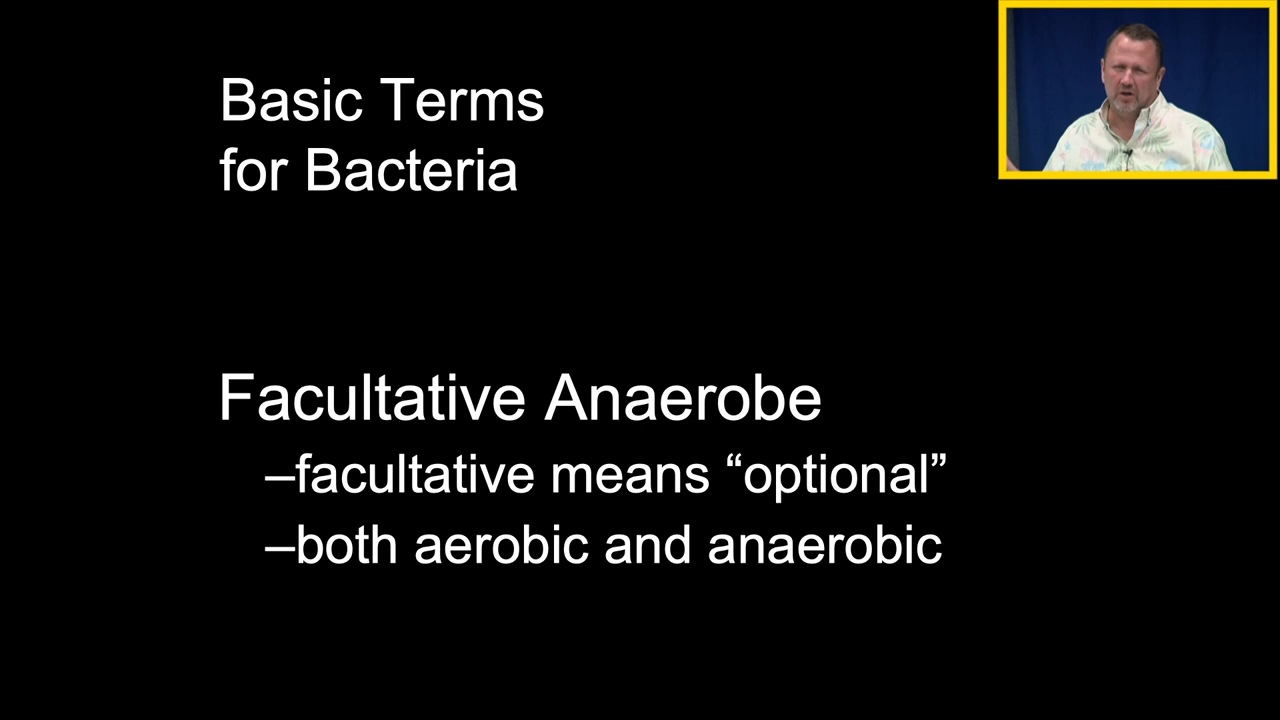 Basic Terms
for Bacteria
Facultative Anaerobe
–facultative means “optional”
–both aerobic and anaerobic